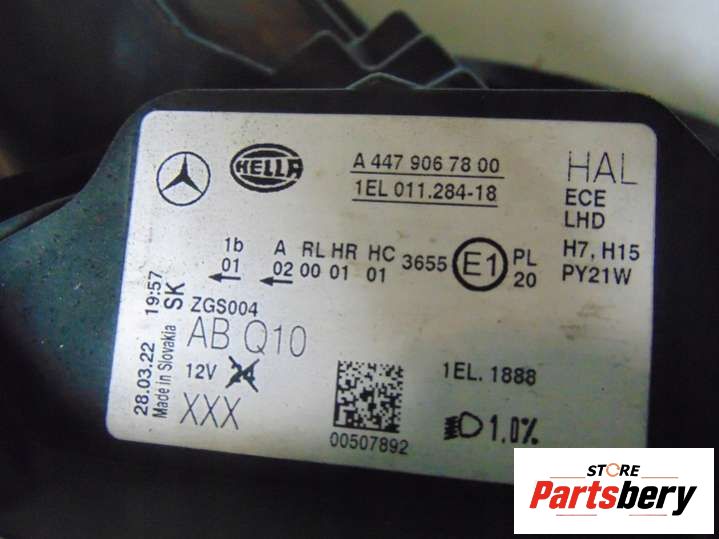 HELLA
A 447 906 78 00
1EL 011.284-18
HAL
ECE
LHD
H7, H15
PY21W
1b A RL HR HC 3655 E1 PL
01 02 00 01 01 20
ZGS004
AB Q10
12V 24
XXX
28.03.22 19:57
Made in Slovakia SK
00507892
1EL. 1888
1,0%
STORE
Partsbery